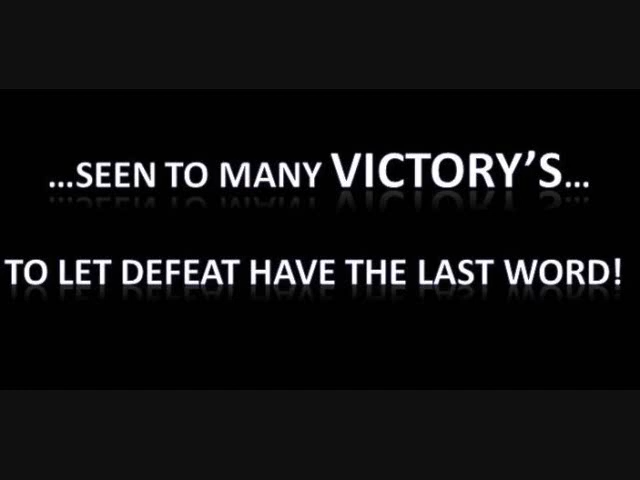 ...SEEN TO MANY VICTORY’S...
TO LET DEFEAT HAVE THE LAST WORD!